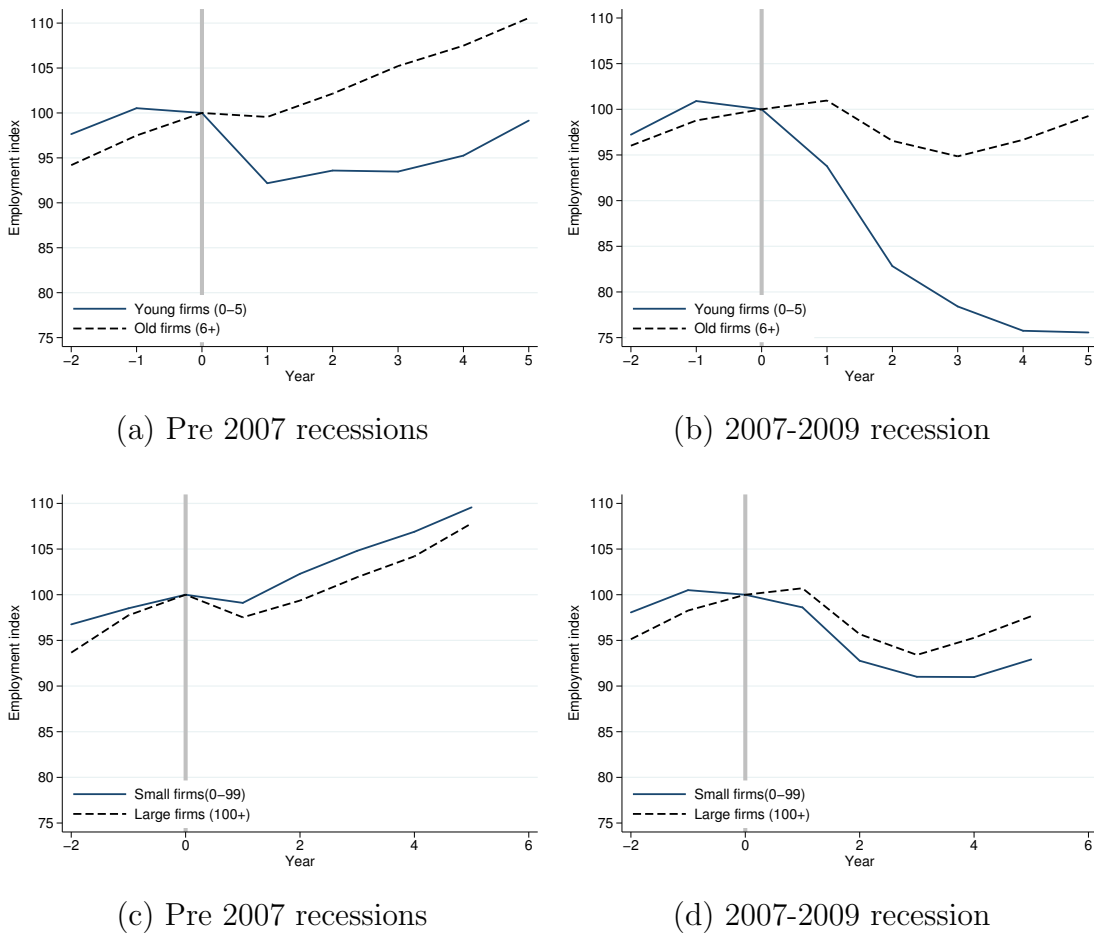 110
105
100
95
90
85
80
75
Employment index
Young firms (0−5)
Old firms (6+)
−2 −1 0 1 2 3 4 5
Year
(a) Pre 2007 recessions
110
105
100
95
90
85
80
75
Employment index
Young firms (0−5)
Old firms (6+)
−2 −1 0 1 2 3 4 5
Year
(b) 2007-2009 recession
110
105
100
95
90
85
80
75
Employment index
Small firms(0−99)
Large firms (100+)
−2 0 2 4 6
Year
(c) Pre 2007 recessions
110
105
100
95
90
85
80
75
Employment index
Small firms(0−99)
Large firms (100+)
−2 0 2 4 6
Year
(d) 2007-2009 recession